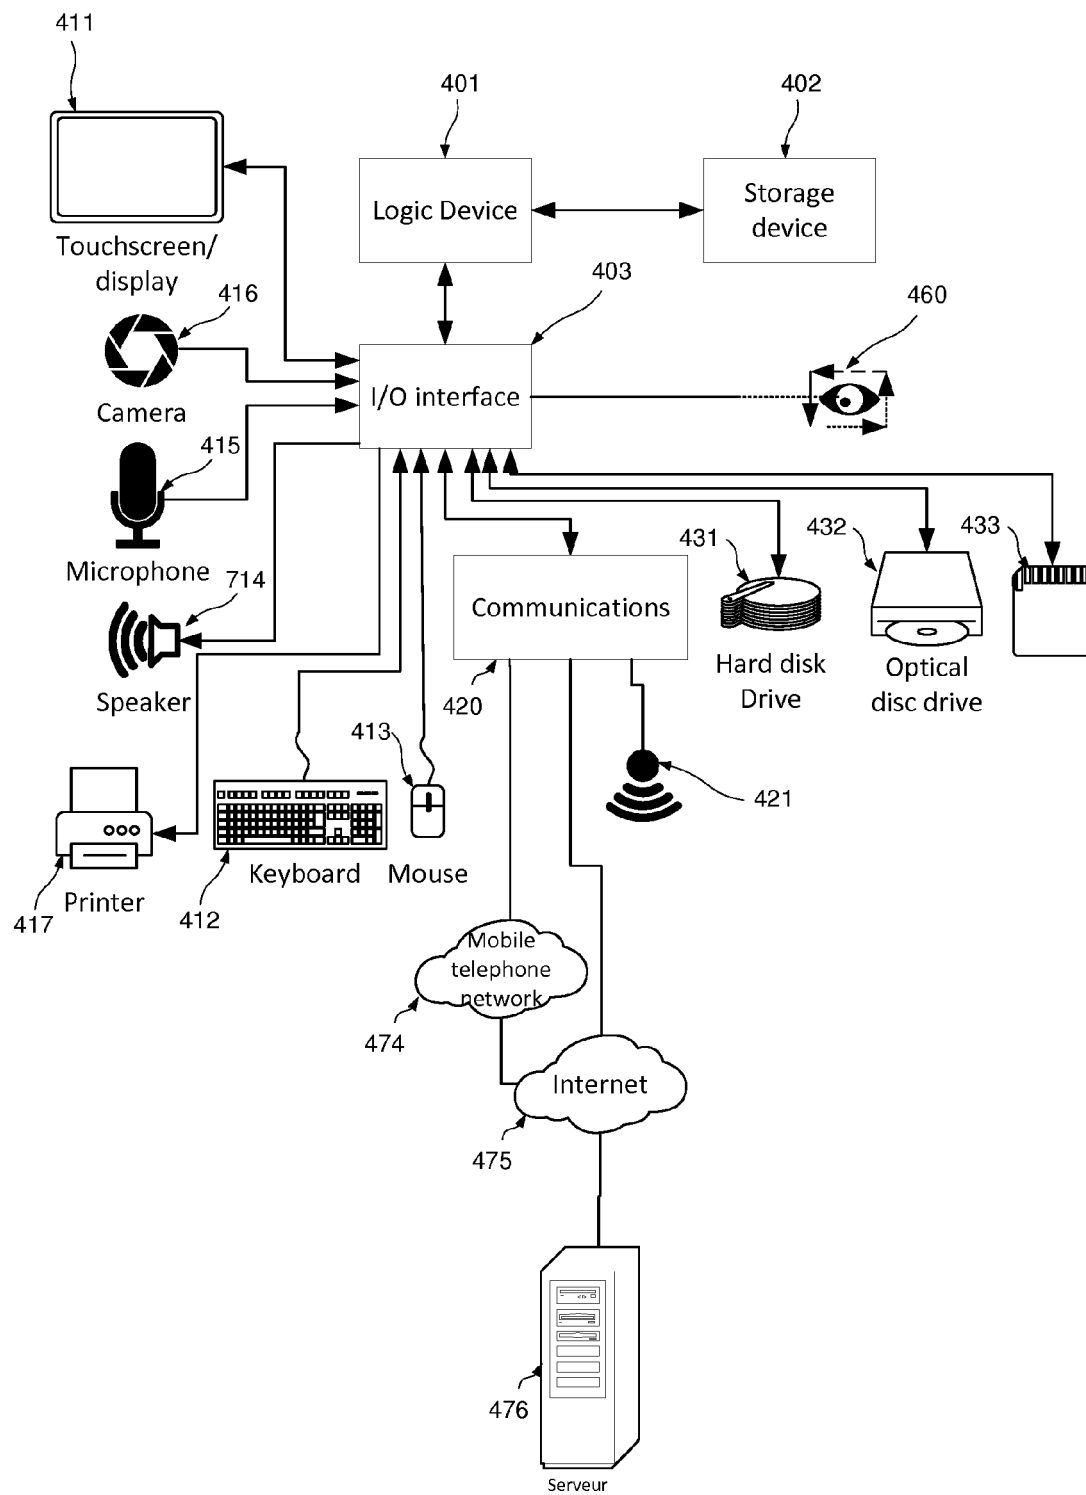 411
401
402
Logic Device
Storage
device
Touchscreen/
display
403
416
460
I/O interface
Camera
415
Microphone
431
432
433
714
Communications
Speaker
420
Hard disk
Drive
Optical
disc drive
413
421
Keyboard
Mouse
Printer
417
412
Mobile
telephone
network
474
Internet
475
476
Serveur